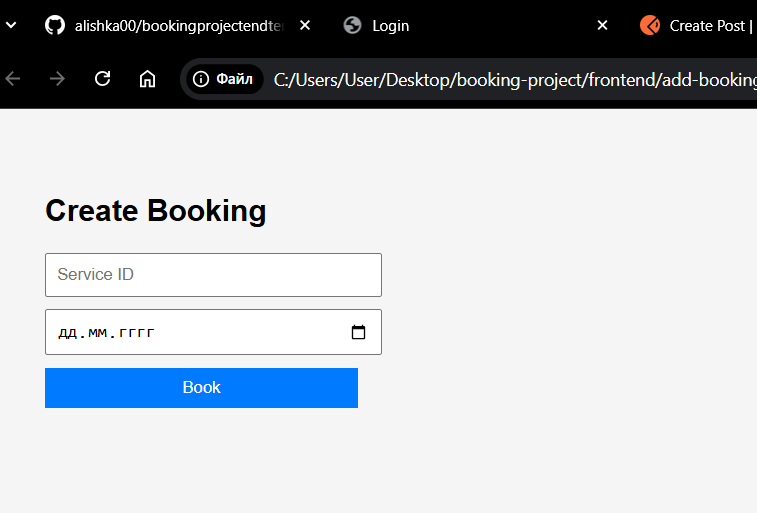 alishka00/bookingprojectendte
Login
Create Post |
Файл
C:/Users/User/Desktop/booking-project/frontend/add-booking
Create Booking
Service ID
дд.мм.гггг
Book